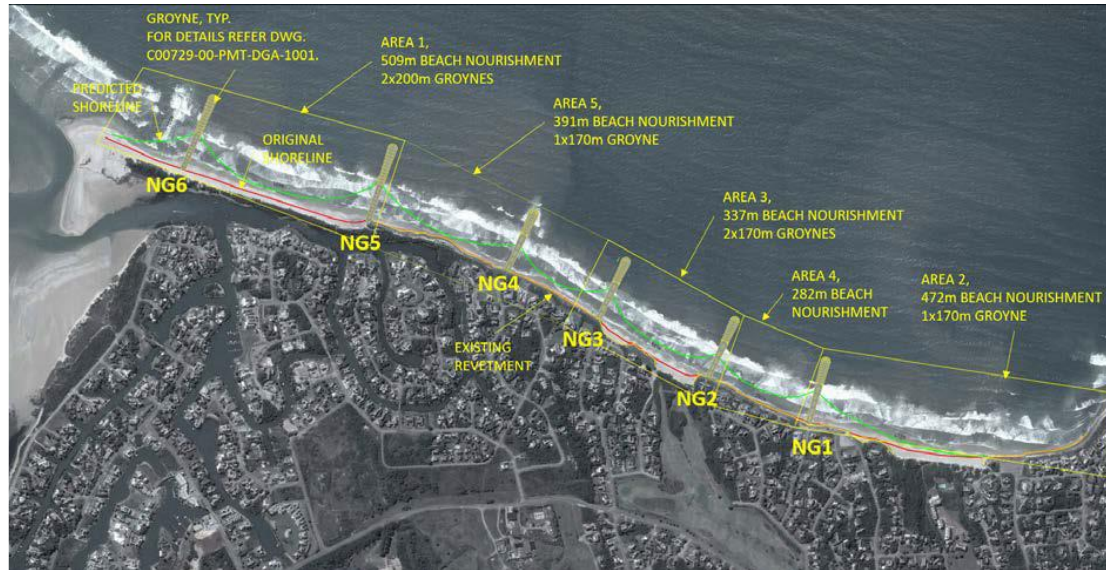 GROYNE, TYP.
FOR DETAILS REFER DWG.
C00729-00-PMT-DGA-1001.
AREA 1,
509m BEACH NOURISHMENT
2x200m GROYNES
AREA 5,
391m BEACH NOURISHMENT
1x170m GROYNE
PREDICTED
SHORELINE
ORIGINAL
SHORELINE
AREA 3,
337m BEACH NOURISHMENT
2x170m GROYNES
AREA 4,
282m BEACH
NOURISHMENT
AREA 2,
472m BEACH NOURISHMENT
1x170m GROYNE
NG6
NG5
NG4
NG3
EXISTING
REVETMENT
NG2
NG1